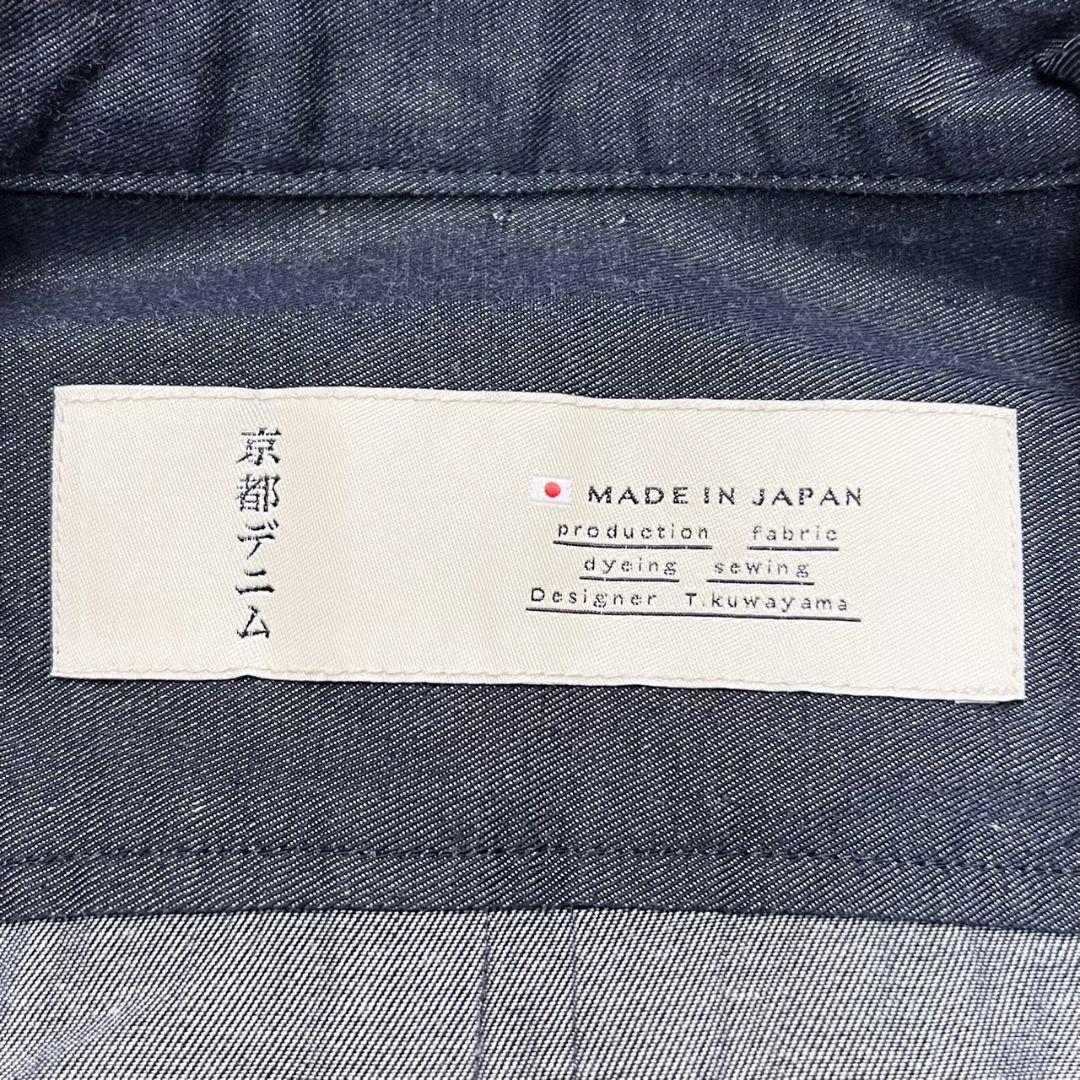 京都デニム
MADE IN JAPAN
production fabric
dyeing sewing
Designer T.kuwayama